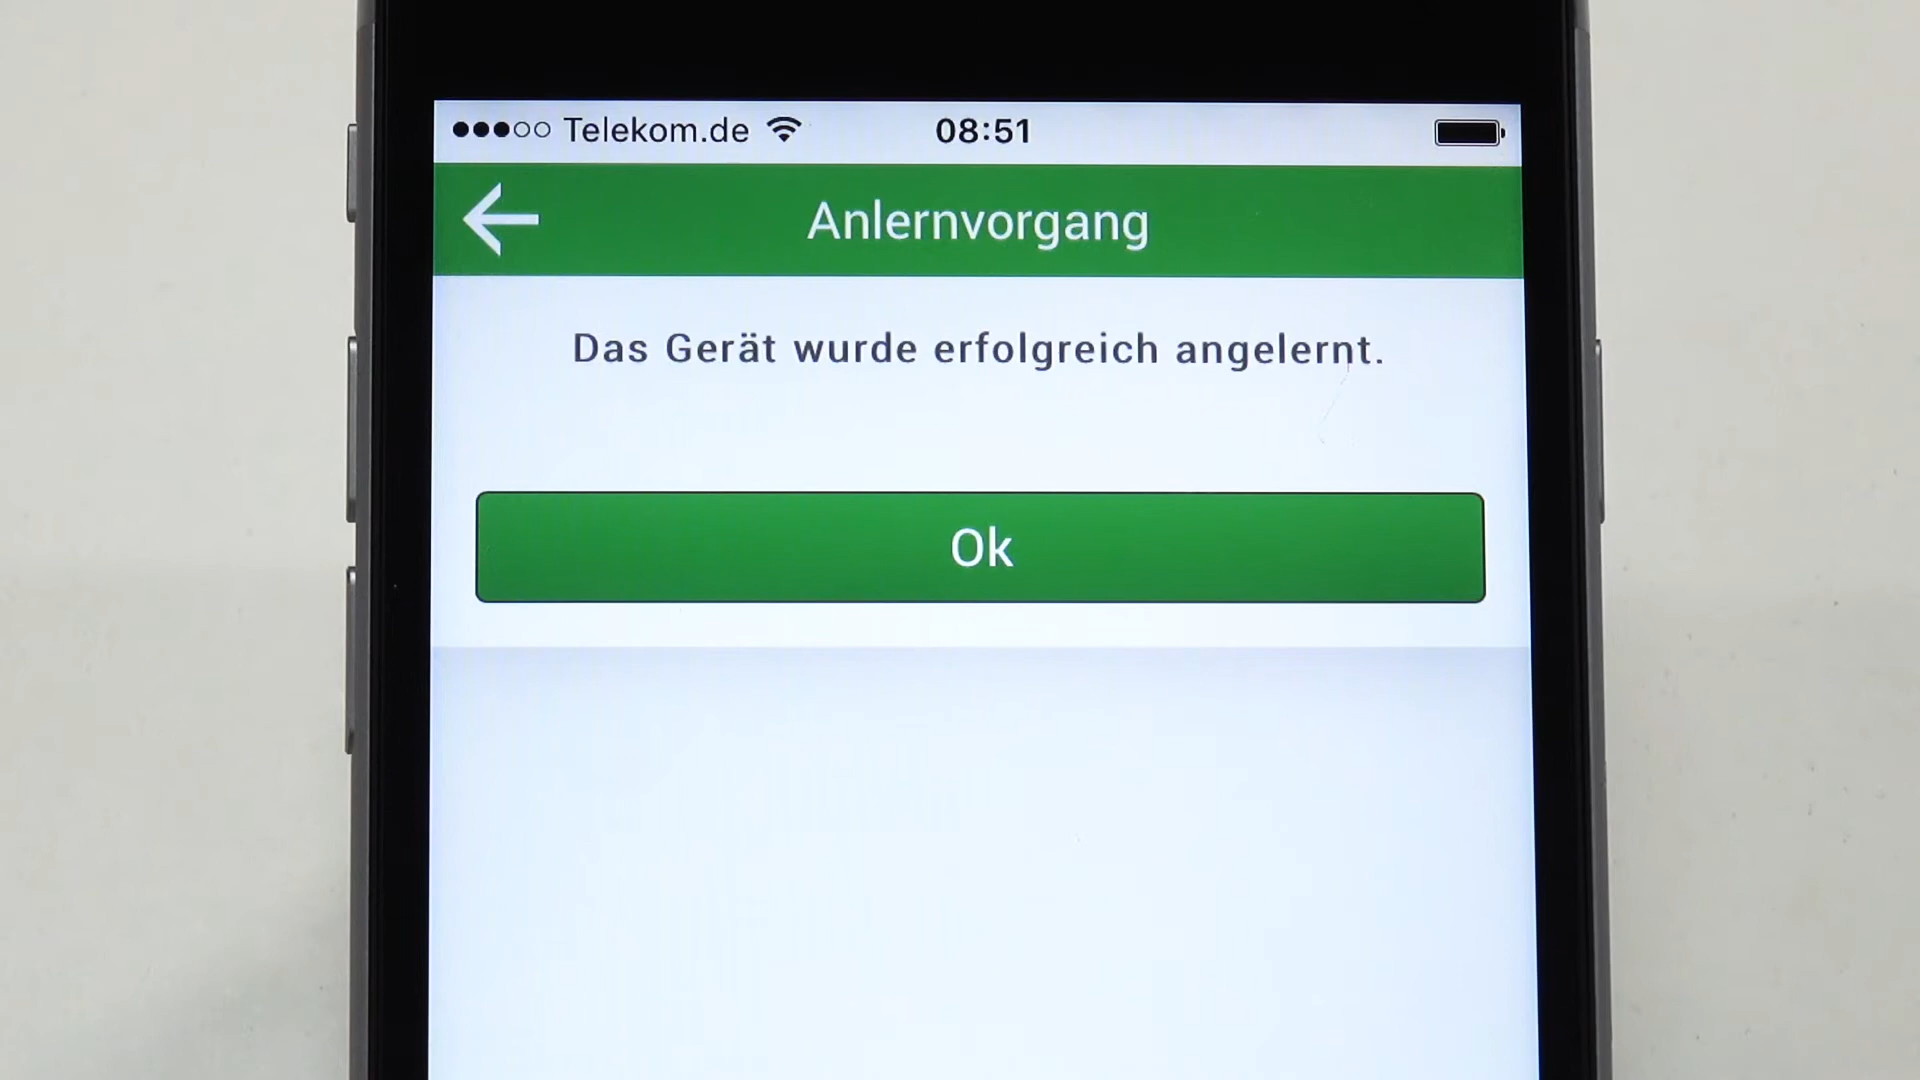 Telekom.de 08:51
Anlernvorgang
Das Gerät wurde erfolgreich angelernt.
Ok